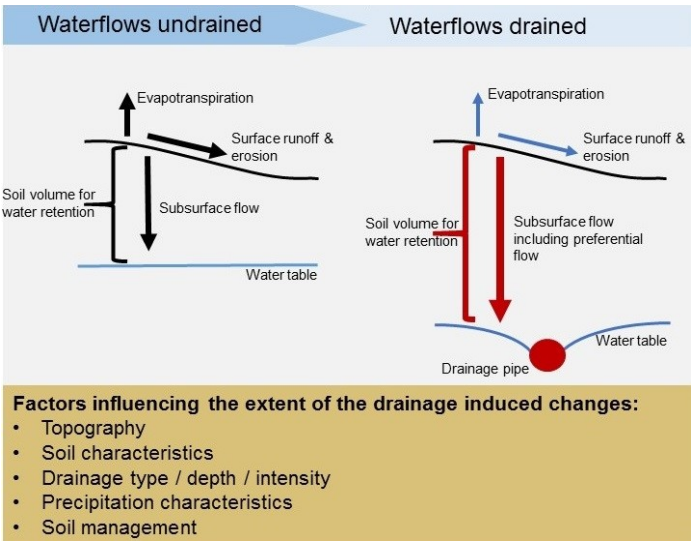 Waterflows undrained
Waterflows drained
Evapotranspiration
Surface runoff &
erosion
Soil volume for
water retention
Subsurface flow
Water table
Evapotranspiration
Surface runoff &
erosion
Soil volume for
water retention
Subsurface flow
including preferential
flow
Water table
Drainage pipe
Factors influencing the extent of the drainage induced changes:
• Topography
• Soil characteristics
• Drainage type / depth / intensity
• Precipitation characteristics
• Soil management